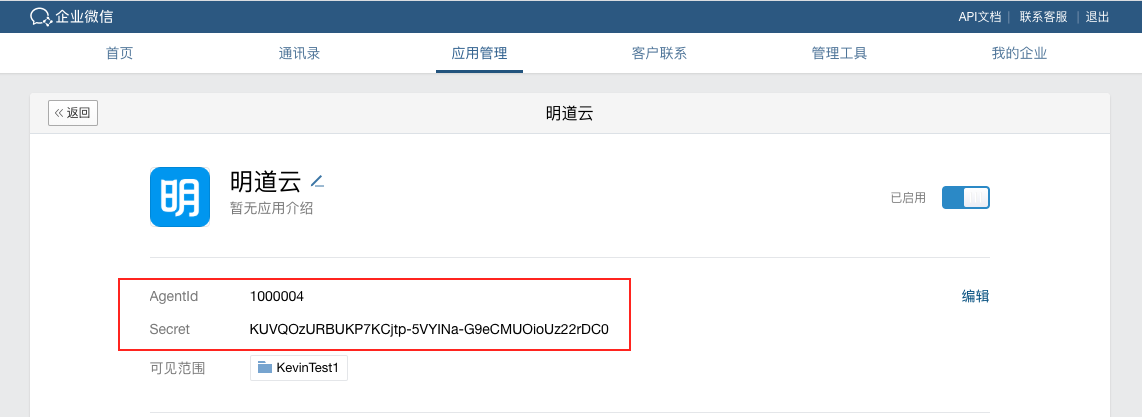 企业微信 API文档 | 联系客服 | 退出
首页 通讯录 应用管理 客户联系 管理工具 我的企业
返回 明道云
明 明道云
暂无应用介绍
已启用
AgentId 1000004 编辑
Secret KUVQOzURBUKP7KCjtp-5VYINa-G9eCMUOioUz22rDC0
可见范围 KevinTest1